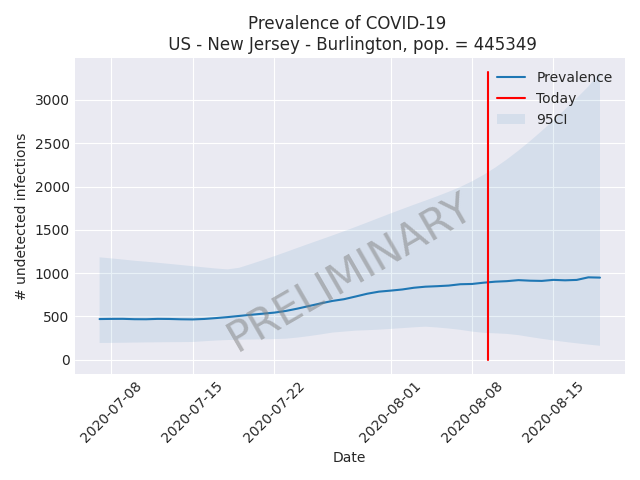 Prevalence of COVID-19
US - New Jersey - Burlington, pop. = 445349
Prevalence
Today
95CI
3000
2500
2000
1500
1000
500
0
# undetected infections
PRELIMINARY
2020-07-08
2020-07-15
2020-07-22
2020-08-01
2020-08-08
2020-08-15
Date